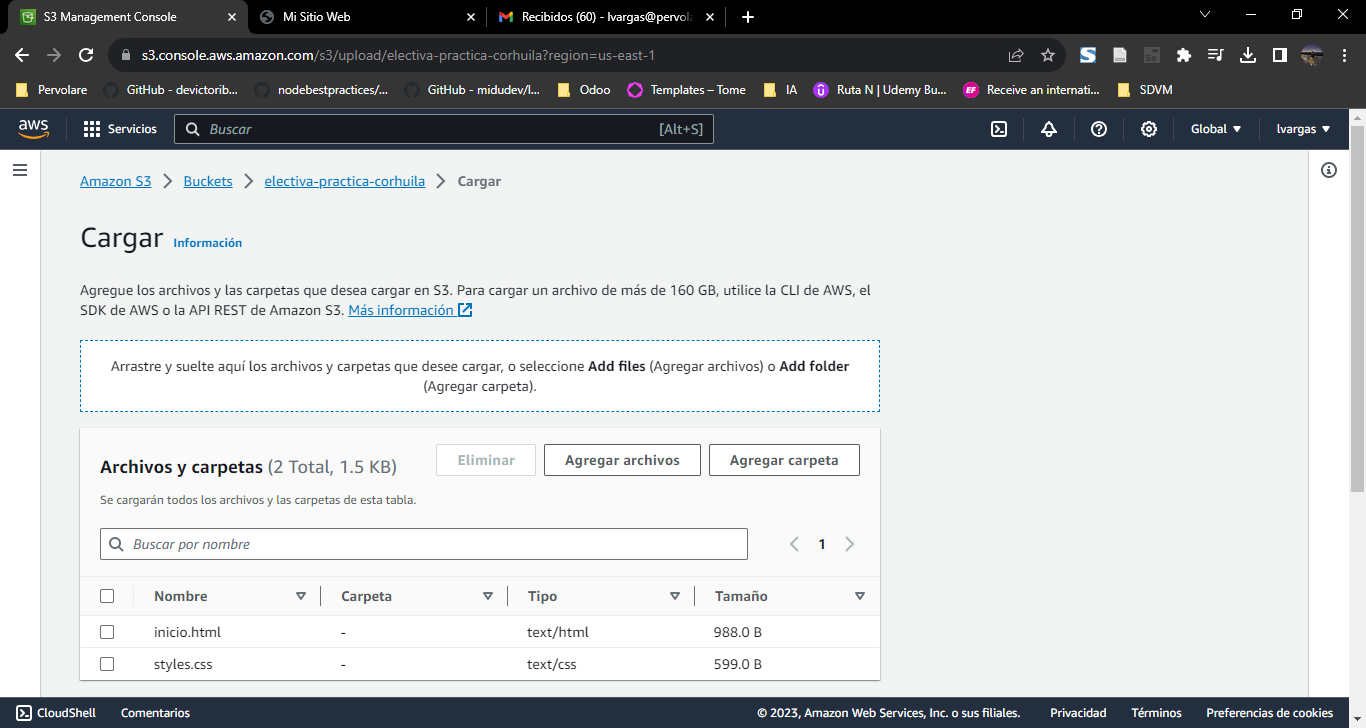 S3 Management Console
Mi Sitio Web
Recibidos (60) - lvargas@pervola
s3.console.aws.amazon.com/s3/upload/electiva-practica-corhuila?region=us-east-1
Pervolare
GitHub - devictorib...
nodebestpractices/...
GitHub - midudev/l...
Odoo
Templates – Tome
IA
Ruta N | Udemy Bu...
EF
Receive an internati...
SDVM
aws
Servicios
Buscar
[Alt+S]
Global
lvargas
Amazon S3
Buckets
electiva-practica-corhuila
Cargar
Cargar
Información
Agregue los archivos y las carpetas que desea cargar en S3. Para cargar un archivo de más de 160 GB, utilice la CLI de AWS, el
SDK de AWS o la API REST de Amazon S3. Más información
Arrastre y suelte aquí los archivos y carpetas que desee cargar, o seleccione Add files (Agregar archivos) o Add folder
(Agregar carpeta).
Archivos y carpetas (2 Total, 1.5 KB)
Eliminar
Agregar archivos
Agregar carpeta
Se cargarán todos los archivos y las carpetas de esta tabla.
Buscar por nombre
1
Nombre
Carpeta
Tipo
Tamaño
inicio.html - text/html 988.0 B
styles.css - text/css 599.0 B
CloudShell
Comentarios
© 2023, Amazon Web Services, Inc. o sus filiales.
Privacidad
Términos
Preferencias de cookies